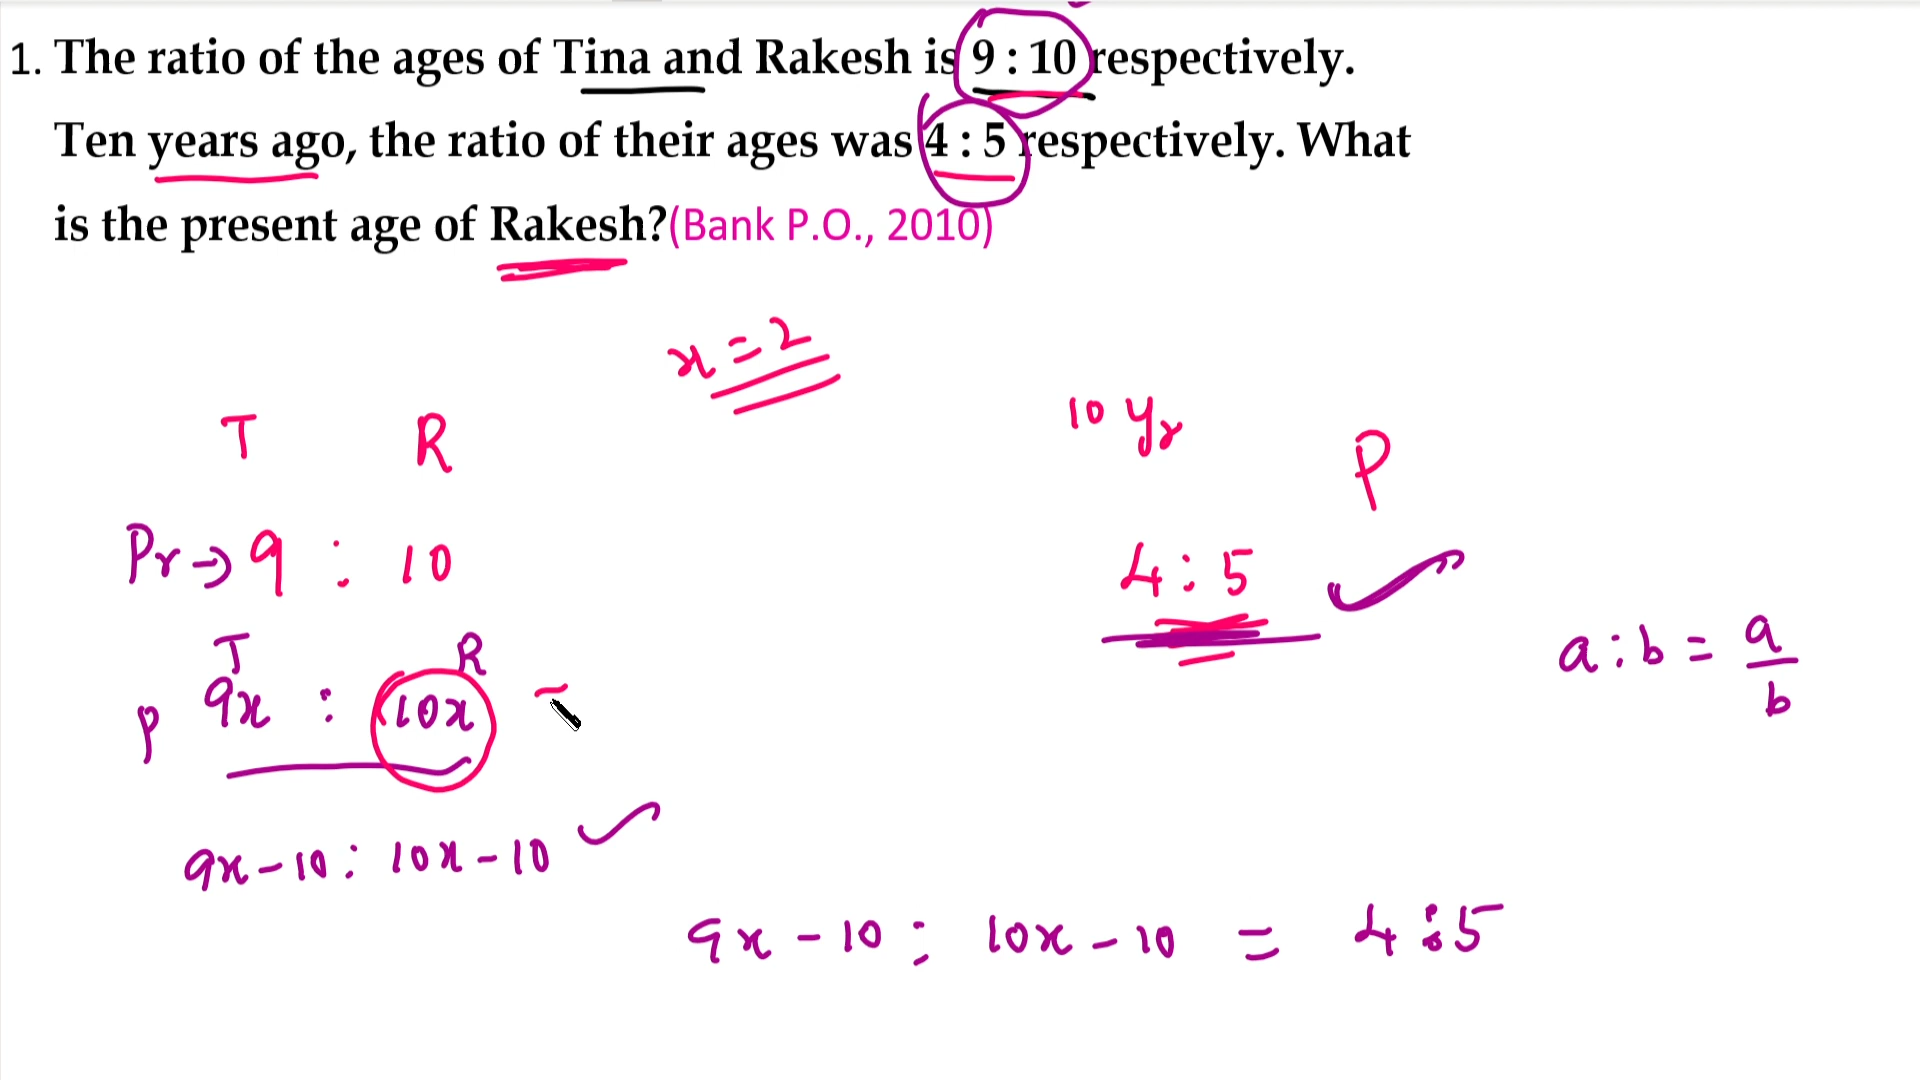 1. The ratio of the ages of Tina and Rakesh is 9 : 10 respectively.
Ten years ago, the ratio of their ages was 4 : 5 respectively. What
is the present age of Rakesh?(Bank P.O., 2010)
x = 2
T R
10 Yr
P
Pr → 9 : 10
4 : 5
T R
a : b = a/b
P 9x : 10x
9x - 10 : 10x - 10
9x - 10 : 10x - 10 = 4 : 5